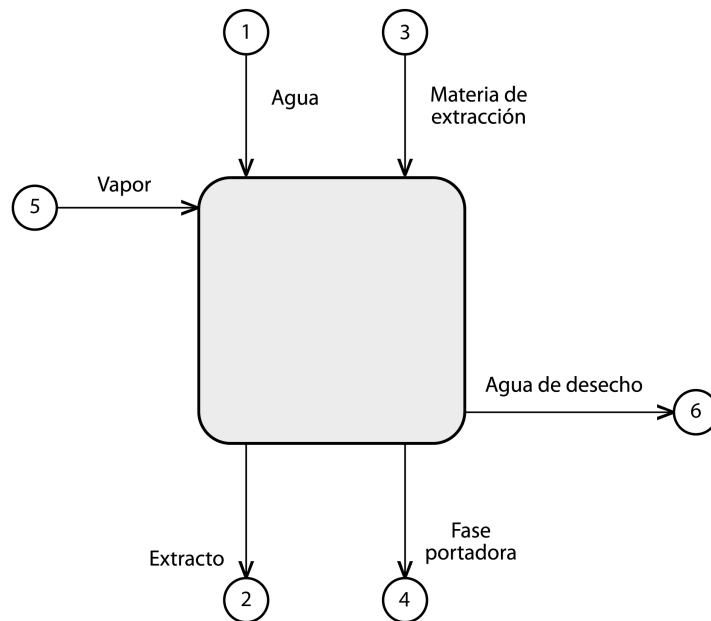 1
3
Agua
Materia de
extracción
Vapor
5
Agua de desecho
6
Extracto
Fase
portadora
2
4